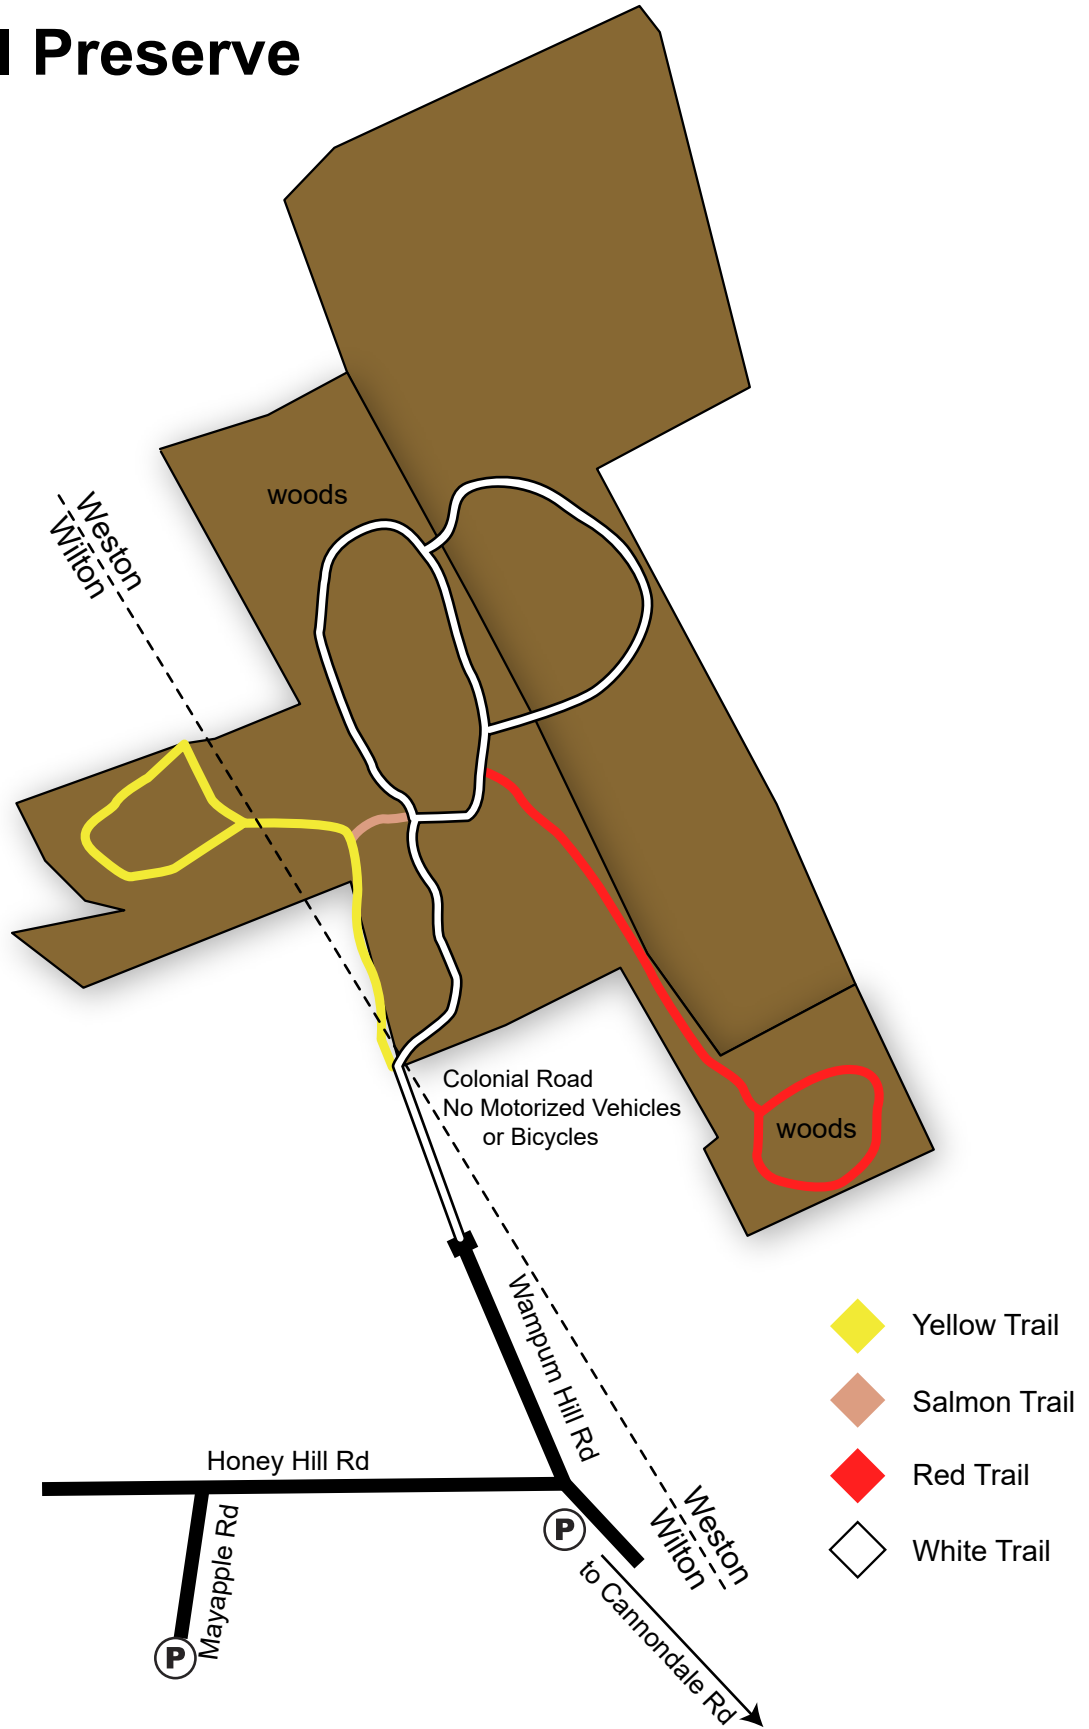 Preserve
woods
Weston
Wilton
Colonial Road
No Motorized Vehicles
or Bicycles
woods
Wampum Hill Rd
Yellow Trail
Salmon Trail
Red Trail
White Trail
Honey Hill Rd
Mayapple Rd
P
P
Weston
Wilton
to Cannondale Rd